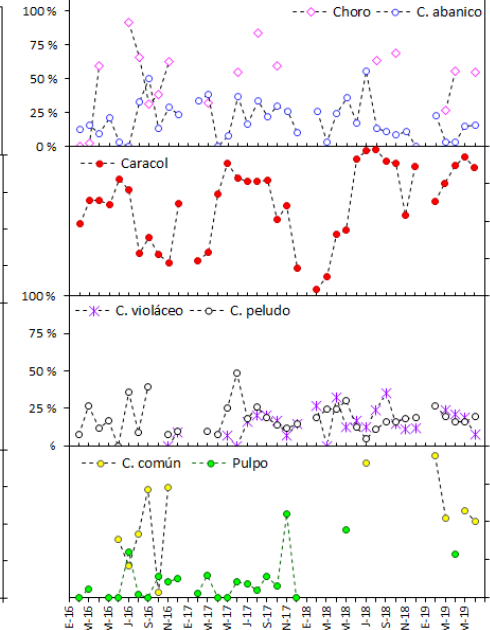 100 %
Choro C. abanico
75 %
50 %
25 %
0 %
Caracol
100 %
C. violáceo C. peludo
75 %
50 %
25 %
%
C. común Pulpo
E-16
M-16
M-16
J-16
S-16
N-16
E-17
M-17
M-17
J-17
S-17
N-17
E-18
M-18
M-18
J-18
S-18
N-18
E-19
M-19
M-19